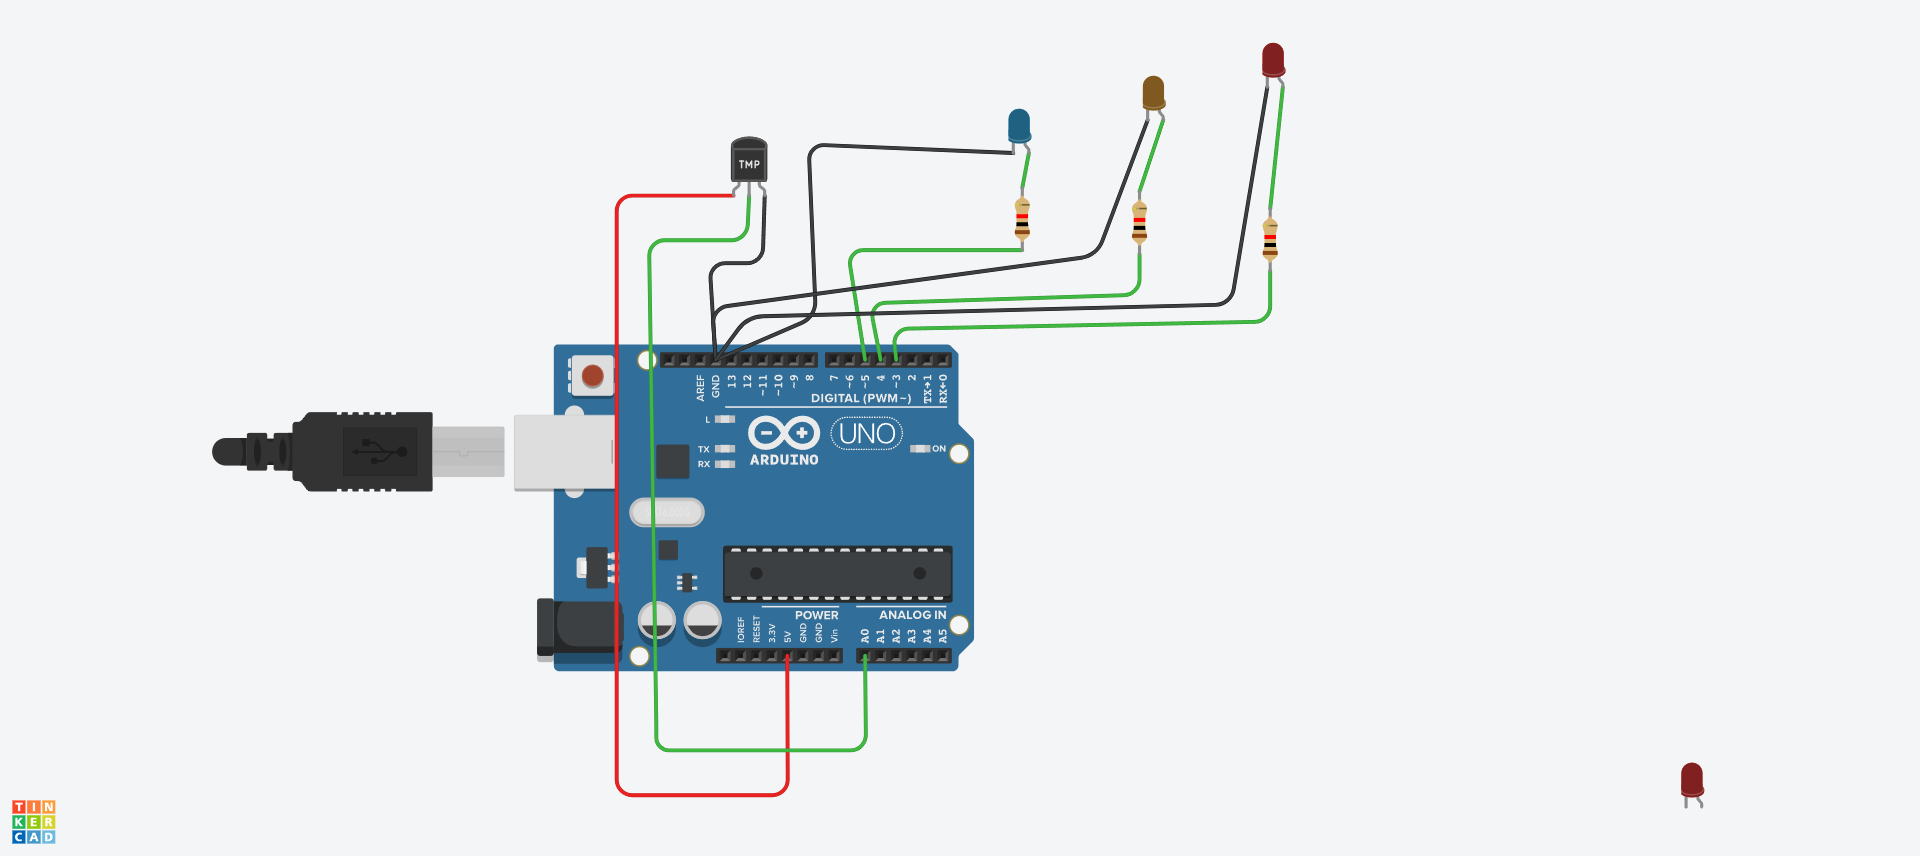 TMP
AREF
GND
13
12
~11
~10
~9
8
7
~6
~5
4
~3
2
TX→1
RX←0
DIGITAL (PWM~)
L
TX
RX
ARDUINO
UNO
ON
POWER
ANALOG IN
IOREF
RESET
3.3V
5V
GND
GND
Vin
A0
A1
A2
A3
A4
A5
TIN
KER
CAD